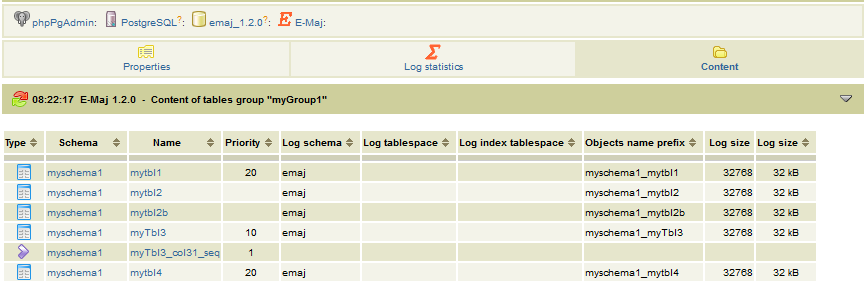 phpPgAdmin: PostgreSQL?: emaj_1.2.0?: E-Maj:
Properties Log statistics Content
08:22:17 E-Maj 1.2.0 - Content of tables group "myGroup1"
Type Schema Name Priority Log schema Log tablespace Log index tablespace Objects name prefix Log size Log size
myschema1 mytbl1 20 emaj myschema1_mytbl1 32768 32 kB
myschema1 mytbl2 emaj myschema1_mytbl2 32768 32 kB
myschema1 mytbl2b emaj myschema1_mytbl2b 32768 32 kB
myschema1 myTbl3 10 emaj myschema1_myTbl3 32768 32 kB
myschema1 myTbl3_col31_seq 1
myschema1 mytbl4 20 emaj myschema1_mytbl4 32768 32 kB